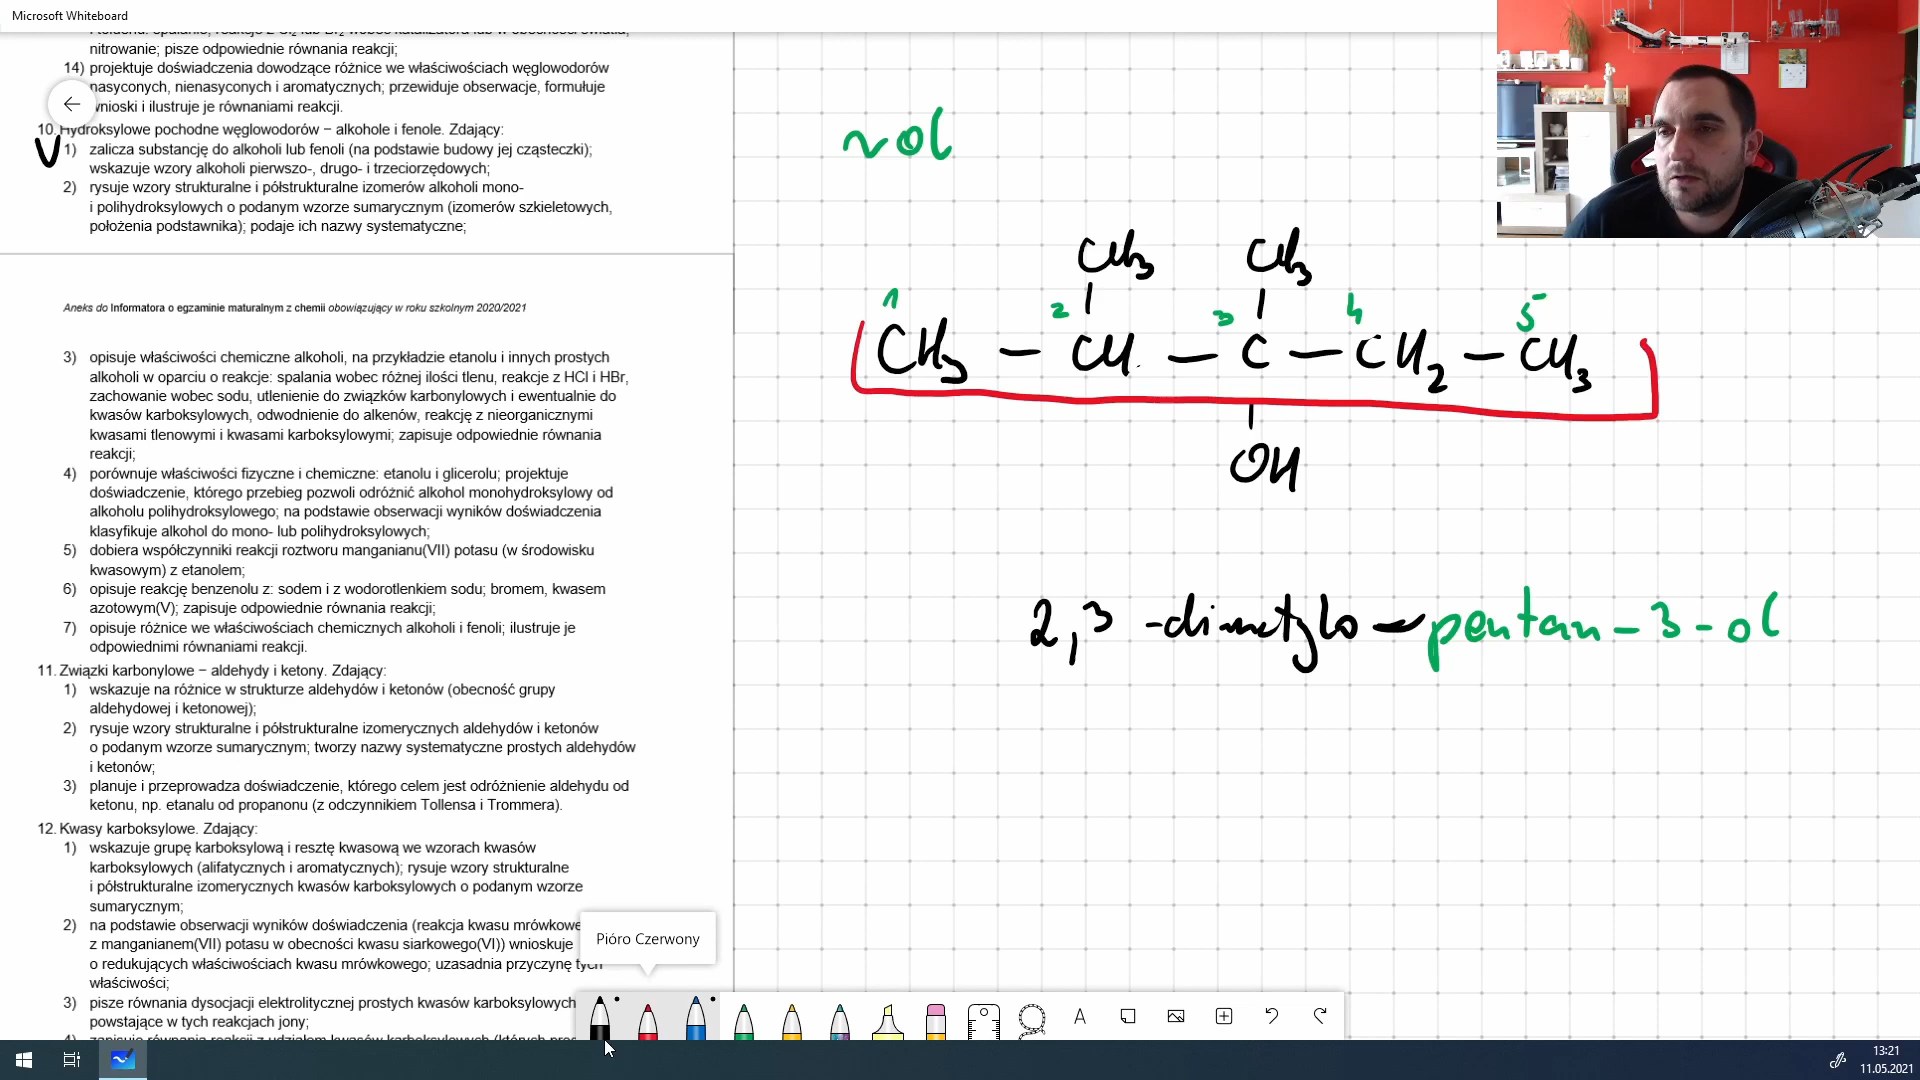 Microsoft Whiteboard
nitrowanie; pisze odpowiednie równania reakcji;
14) projektuje doświadczenia dowodzące różnice we właściwościach węglowodorów
nasyconych, nienasyconych i aromatycznych; przewiduje obserwacje, formułuje
wnioski i ilustruje je równaniami reakcji.
10. Hydroksylowe pochodne węglowodorów − alkohole i fenole. Zdający:
V 1) zalicza substancję do alkoholi lub fenoli (na podstawie budowy jej cząsteczki);
wskazuje wzory alkoholi pierwszo-, drugo- i trzeciorzędowych;
2) rysuje wzory strukturalne i półstrukturalne izomerów alkoholi mono-
i polihydroksylowych o podanym wzorze sumarycznym (izomerów szkieletowych,
położenia podstawnika); podaje ich nazwy systematyczne;
Aneks do Informatora o egzaminie maturalnym z chemii obowiązujący w roku szkolnym 2020/2021
3) opisuje właściwości chemiczne alkoholi, na przykładzie etanolu i innych prostych
alkoholi w oparciu o reakcje: spalania wobec różnej ilości tlenu, reakcje z HCl i HBr,
zachowanie wobec sodu, utlenienie do związków karbonylowych i ewentualnie do
kwasów karboksylowych, odwodnienie do alkenów, reakcję z nieorganicznymi
kwasami tlenowymi i kwasami karboksylowymi; zapisuje odpowiednie równania
reakcji;
4) porównuje właściwości fizyczne i chemiczne: etanolu i glicerolu; projektuje
doświadczenie, którego przebieg pozwoli odróżnić alkohol monohydroksylowy od
alkoholu polihydroksylowego; na podstawie obserwacji wyników doświadczenia
klasyfikuje alkohol do mono- lub polihydroksylowych;
5) dobiera współczynniki reakcji roztworu manganianu(VII) potasu (w środowisku
kwasowym) z etanolem;
6) opisuje reakcję benzenolu z: sodem i z wodorotlenkiem sodu; bromem, kwasem
azotowym(V); zapisuje odpowiednie równania reakcji;
7) opisuje różnice we właściwościach chemicznych alkoholi i fenoli; ilustruje je
odpowiednimi równaniami reakcji.
11. Związki karbonylowe − aldehydy i ketony. Zdający:
1) wskazuje na różnice w strukturze aldehydów i ketonów (obecność grupy
aldehydowej i ketonowej);
2) rysuje wzory strukturalne i półstrukturalne izomerycznych aldehydów i ketonów
o podanym wzorze sumarycznym; tworzy nazwy systematyczne prostych aldehydów
i ketonów;
3) planuje i przeprowadza doświadczenie, którego celem jest odróżnienie aldehydu od
ketonu, np. etanalu od propanonu (z odczynnikiem Tollensa i Trommera).
12. Kwasy karboksylowe. Zdający:
1) wskazuje grupę karboksylową i resztę kwasową we wzorach kwasów
karboksylowych (alifatycznych i aromatycznych); rysuje wzory strukturalne
i półstrukturalne izomerycznych kwasów karboksylowych o podanym wzorze
sumarycznym;
2) na podstawie obserwacji wyników doświadczenia (reakcja kwasu mrówkowe
z manganianem(VII) potasu w obecności kwasu siarkowego(VI)) wnioskuje
o redukujących właściwościach kwasu mrówkowego; uzasadnia przyczynę tych
właściwości;
3) pisze równania dysocjacji elektrolitycznej prostych kwasów karboksylowych
powstające w tych reakcjach jony;
~ol
CH3 CH3
1 2 3 4 5
CH3 — CH — C — CH2 — CH3
OH
2,3 -dimetylo-pentan-3-ol
Pióro Czerwony
A
13:21
11.05.2021